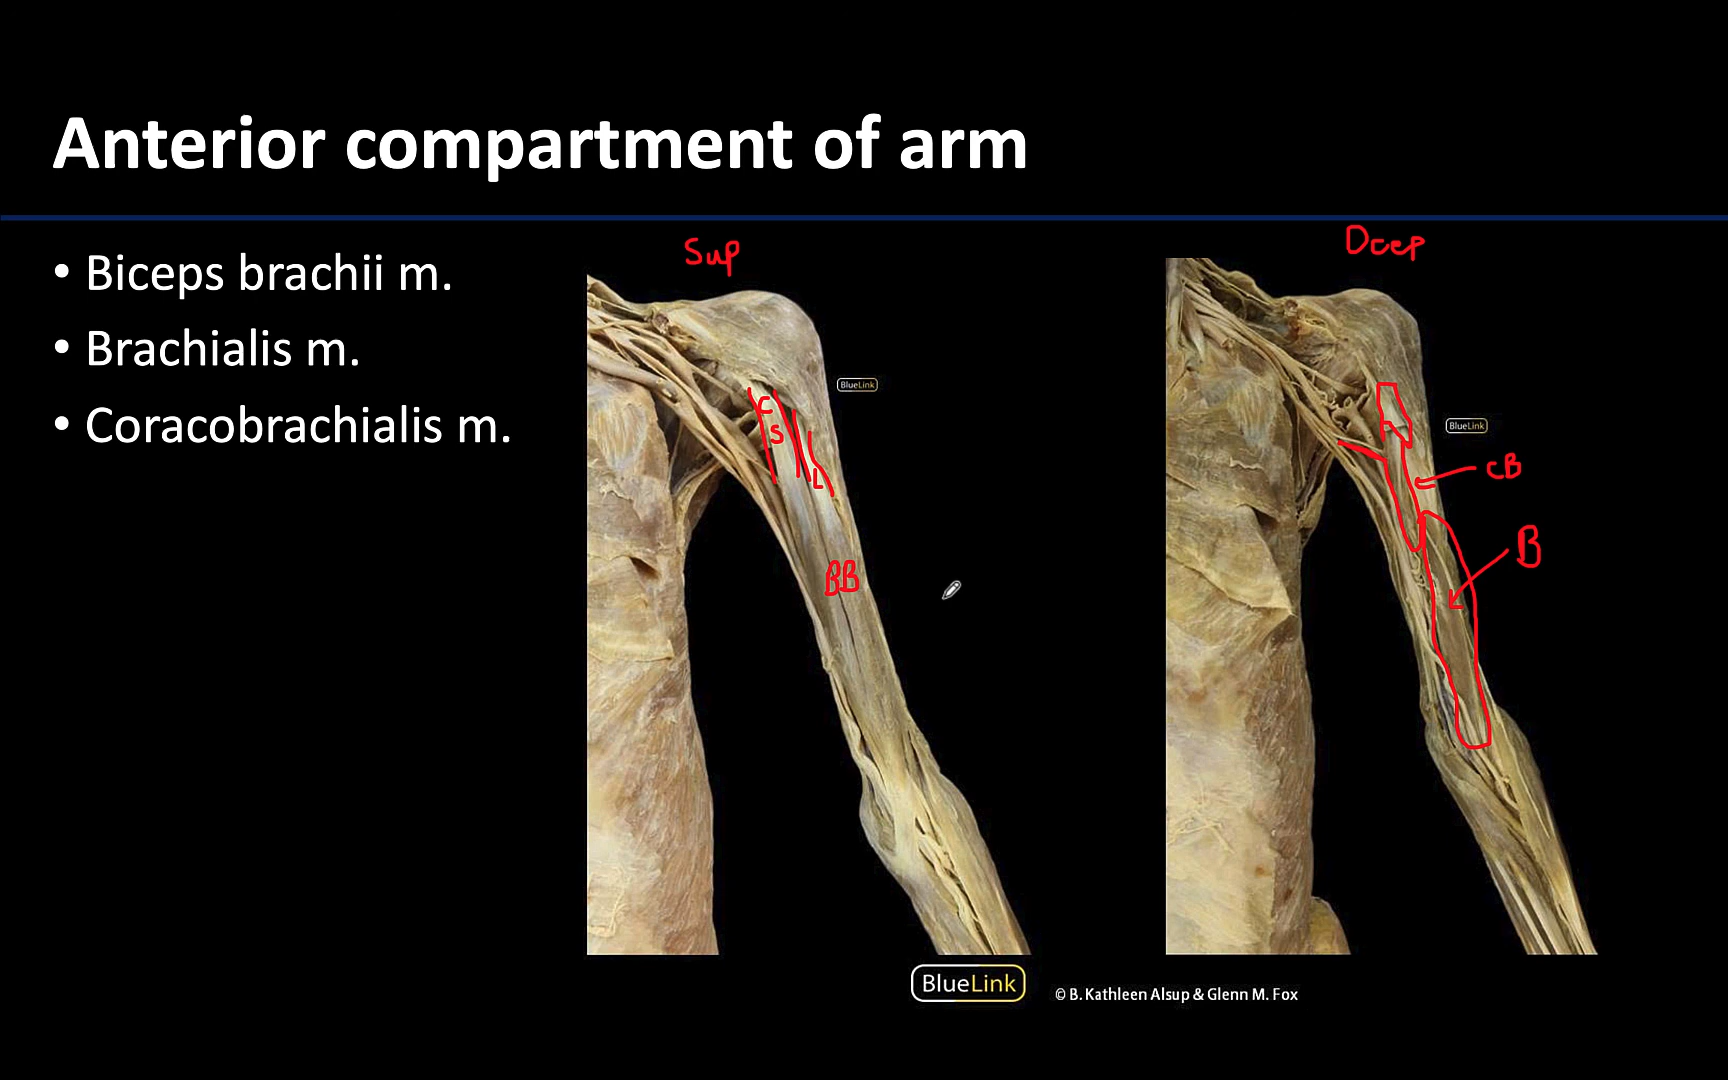 Anterior compartment of arm
• Biceps brachii m.
• Brachialis m.
• Coracobrachialis m.
Sup
Deep
BlueLink
BlueLink
C
S
L
CB
B
BB
BlueLink
© B. Kathleen Alsup & Glenn M. Fox